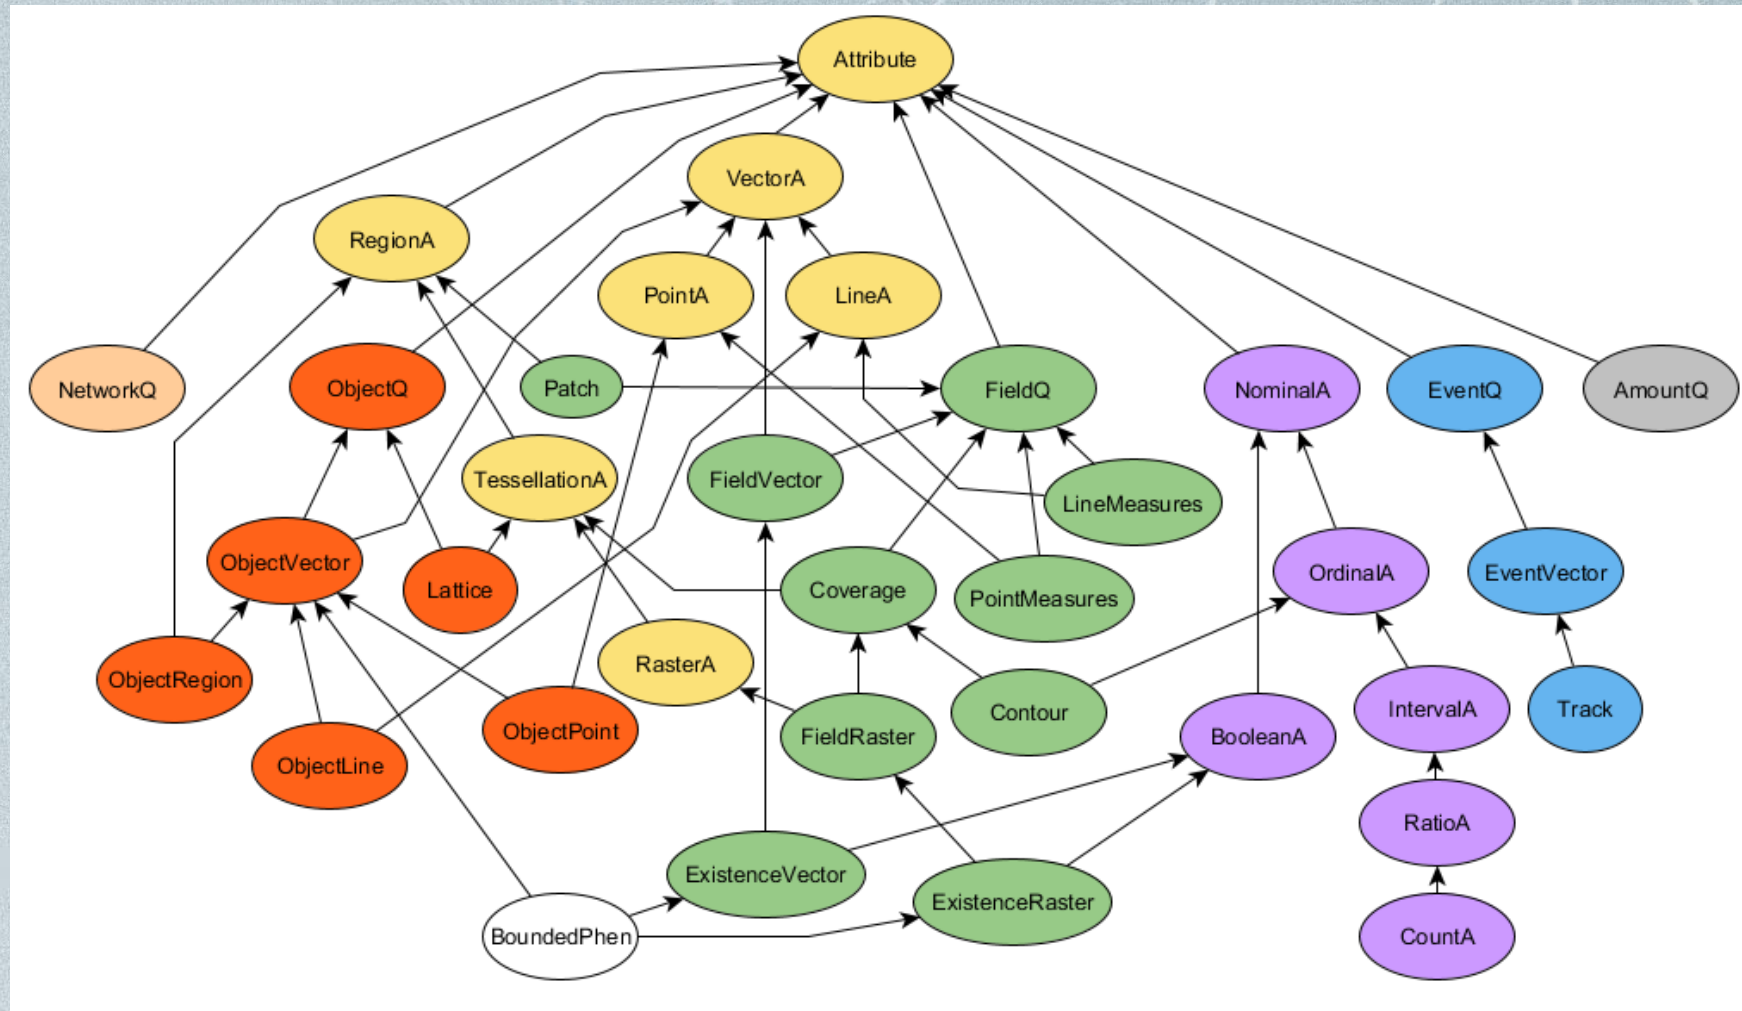 Attribute
VectorA
RegionA
PointA
LineA
NetworkQ
ObjectQ
Patch
FieldQ
NominalA
EventQ
AmountQ
TessellationA
FieldVector
LineMeasures
ObjectVector
Lattice
Coverage
PointMeasures
OrdinalA
EventVector
ObjectRegion
RasterA
ObjectPoint
Contour
IntervalA
Track
ObjectLine
FieldRaster
BooleanA
RatioA
ExistenceVector
ExistenceRaster
BoundedPhen
CountA